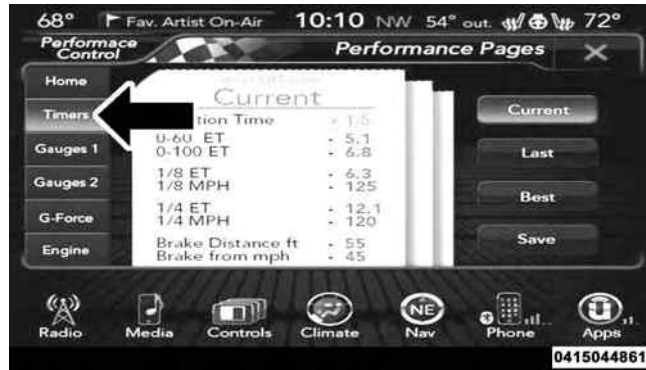 68° Fav. Artist On-Air 10:10 NW 54° out. 72°
Performace
Control
Performance Pages
Home
Timers
Gauges 1
Gauges 2
G-Force
Engine
Current
tion Time - 1.5
0-60 ET - 5.1
0-100 ET - 6.8
1/8 ET - 6.3
1/8 MPH - 125
1/4 ET - 12.1
1/4 MPH - 120
Brake Distance ft - 55
Brake from mph - 45
Current
Last
Best
Save
NE
Radio Media Controls Climate Nav Phone Apps
0415044861